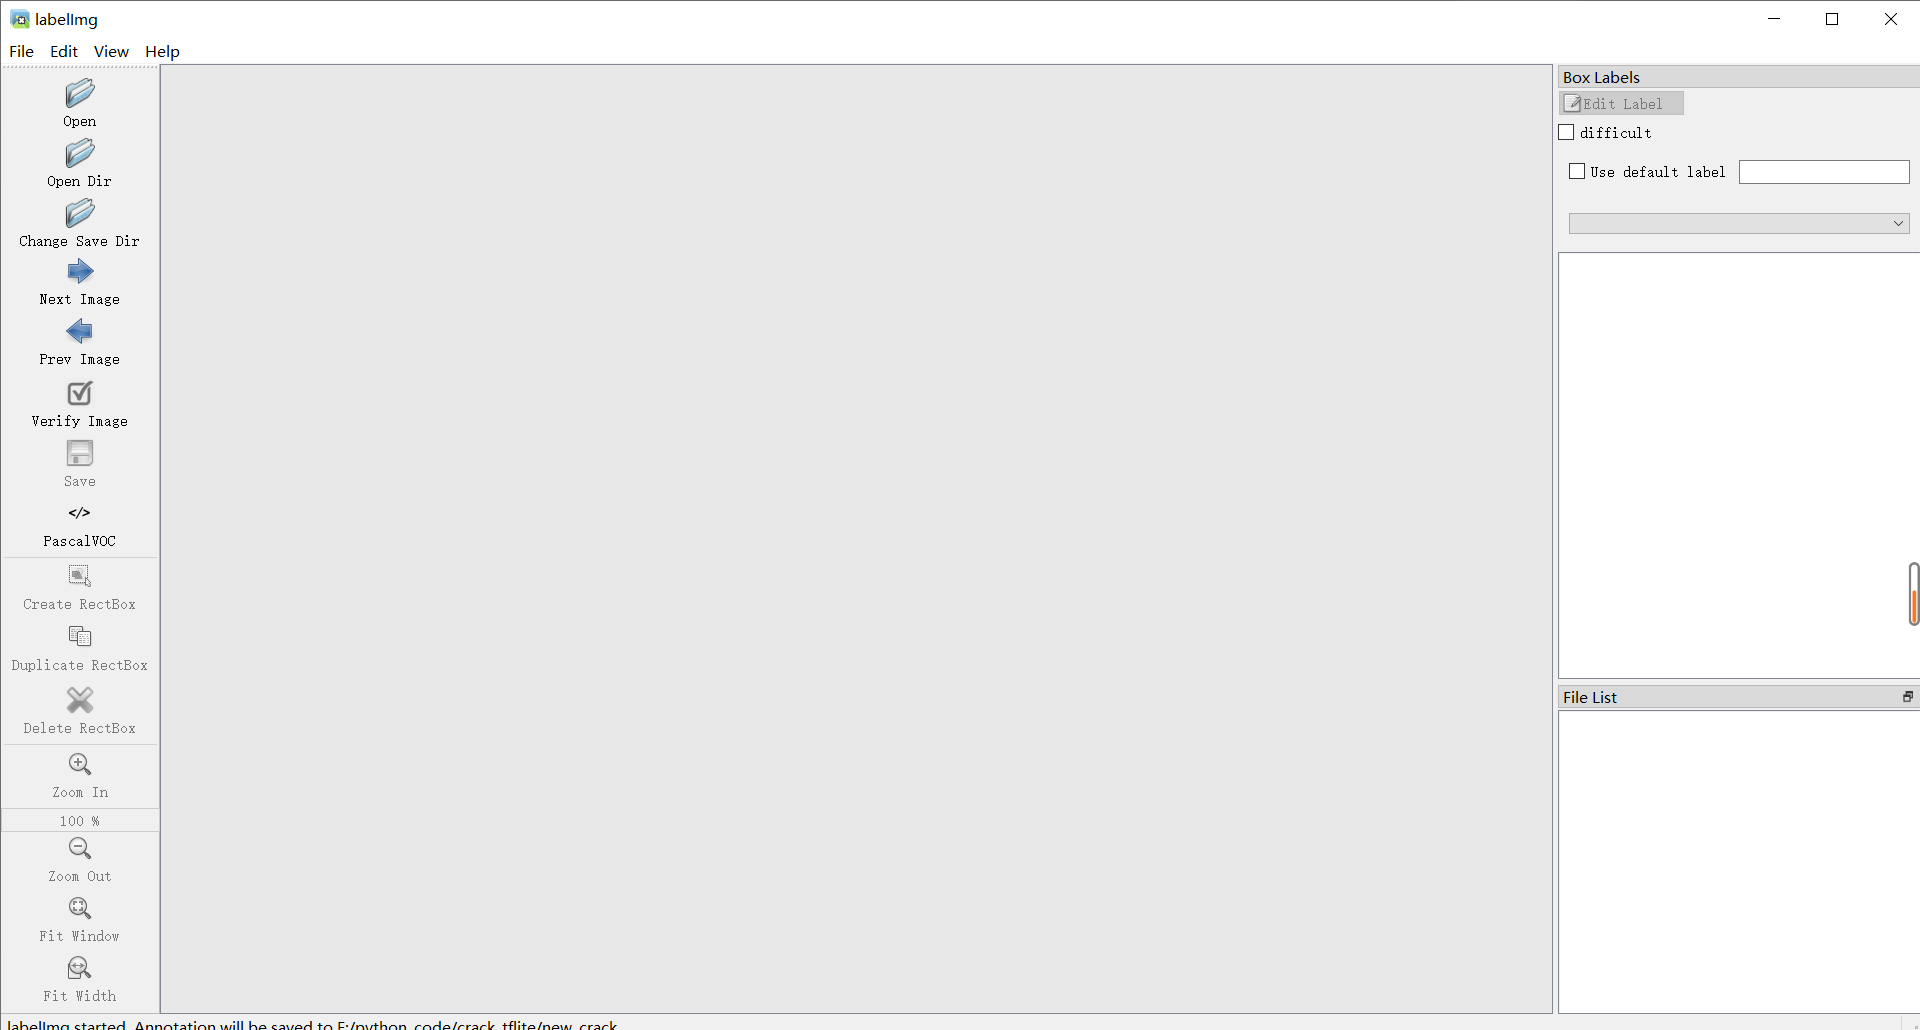 labelImg
File Edit View Help
Open
Open Dir
Change Save Dir
Next Image
Prev Image
Verify Image
Save
</>
PascalVOC
Create RectBox
Duplicate RectBox
Delete RectBox
Zoom In
100 %
Zoom Out
Fit Window
Fit Width
Box Labels
Edit Label
difficult
Use default label
File List
labelImg started. Annotation will be saved to F:/python_code/crack_tflite/new_crack